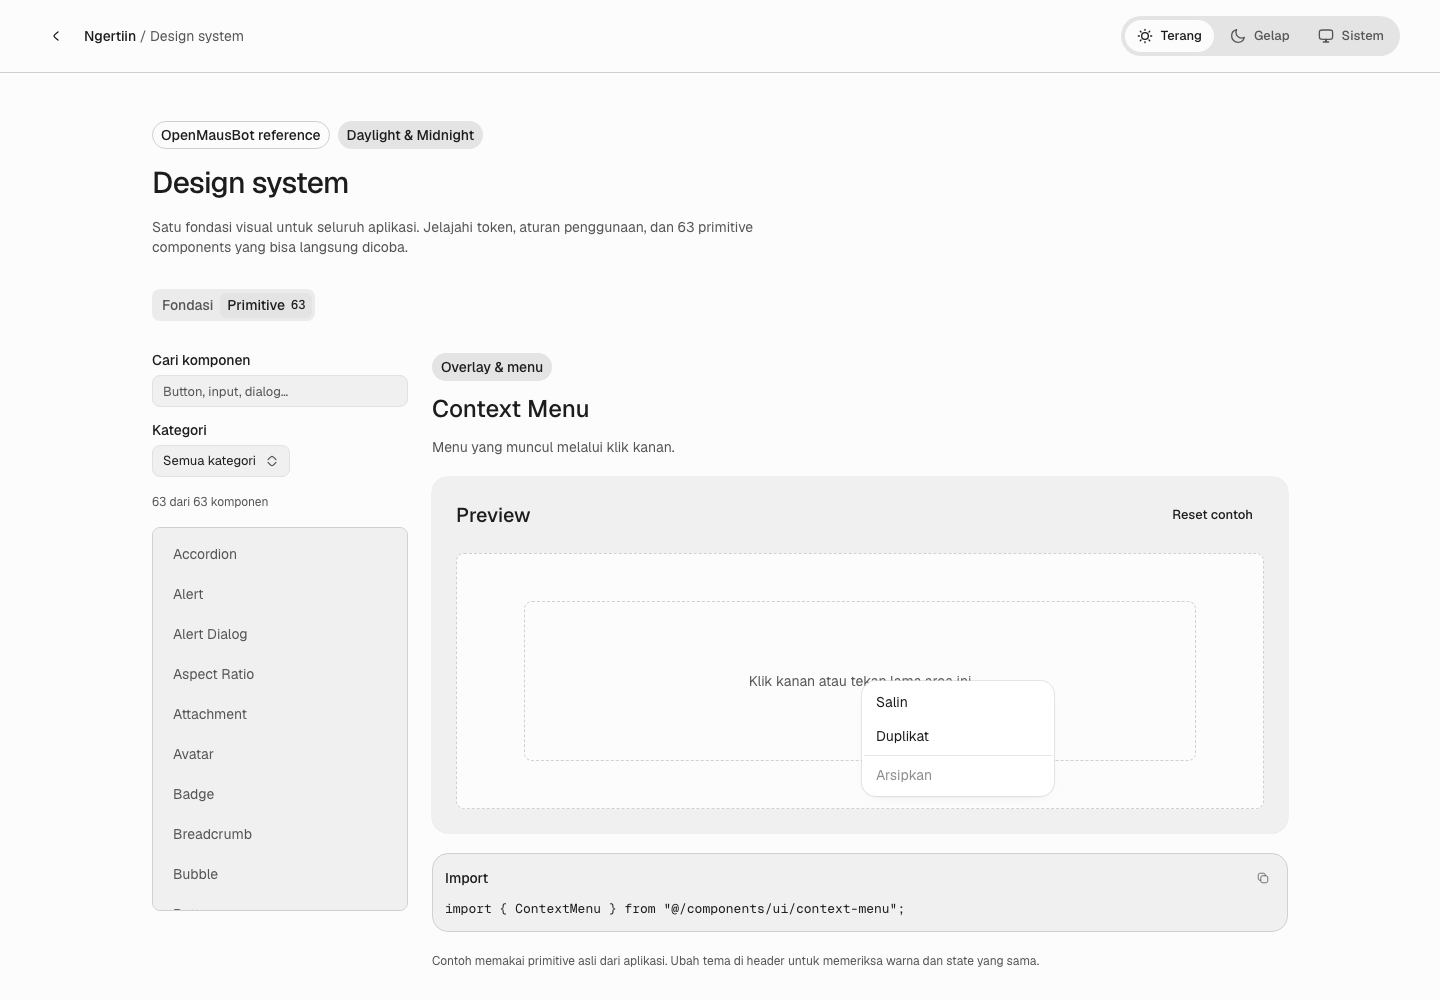 Ngertiin / Design system
Terang
Gelap
Sistem
OpenMausBot reference
Daylight & Midnight
Design system
Satu fondasi visual untuk seluruh aplikasi. Jelajahi token, aturan penggunaan, dan 63 primitive
components yang bisa langsung dicoba.
Fondasi
Primitive 63
Cari komponen
Button, input, dialog...
Kategori
Semua kategori
63 dari 63 komponen
Accordion
Alert
Alert Dialog
Aspect Ratio
Attachment
Avatar
Badge
Breadcrumb
Bubble
Overlay & menu
Context Menu
Menu yang muncul melalui klik kanan.
Preview
Reset contoh
Klik kanan atau tekan lama area ini
Salin
Duplikat
Arsipkan
Import
import { ContextMenu } from "@/components/ui/context-menu";
Contoh memakai primitive asli dari aplikasi. Ubah tema di header untuk memeriksa warna dan state yang sama.